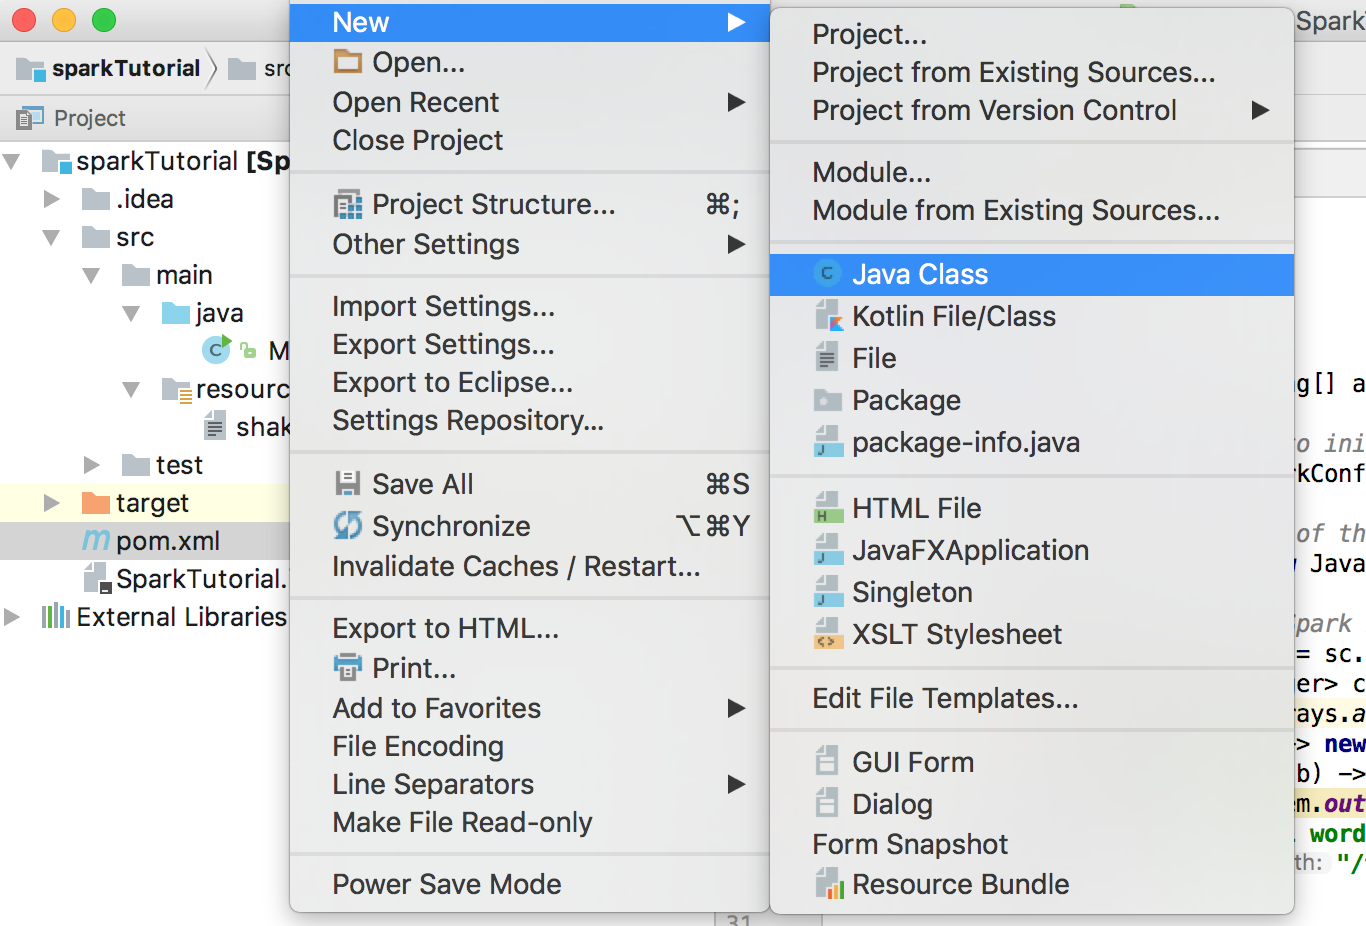 Spark
sparkTutorial
src
Project
sparkTutorial [Sp
.idea
src
main
java
M
resourc
shak
test
target
pom.xml
SparkTutorial.
External Libraries
New
Open...
Open Recent
Close Project
Project Structure... ⌘;
Other Settings
Import Settings...
Export Settings...
Export to Eclipse...
Settings Repository...
Save All ⌘S
Synchronize ⌥⌘Y
Invalidate Caches / Restart...
Export to HTML...
Print...
Add to Favorites
File Encoding
Line Separators
Make File Read-only
Power Save Mode
Project...
Project from Existing Sources...
Project from Version Control
Module...
Module from Existing Sources...
Java Class
Kotlin File/Class
File
Package
package-info.java
HTML File
JavaFXApplication
Singleton
XSLT Stylesheet
Edit File Templates...
GUI Form
Dialog
Form Snapshot
Resource Bundle
g[] a
o ini
rkConf
of th
Java
Spark
= sc.
er> c
rays.a
> new
b) ->
em.out
word
th: "/
31